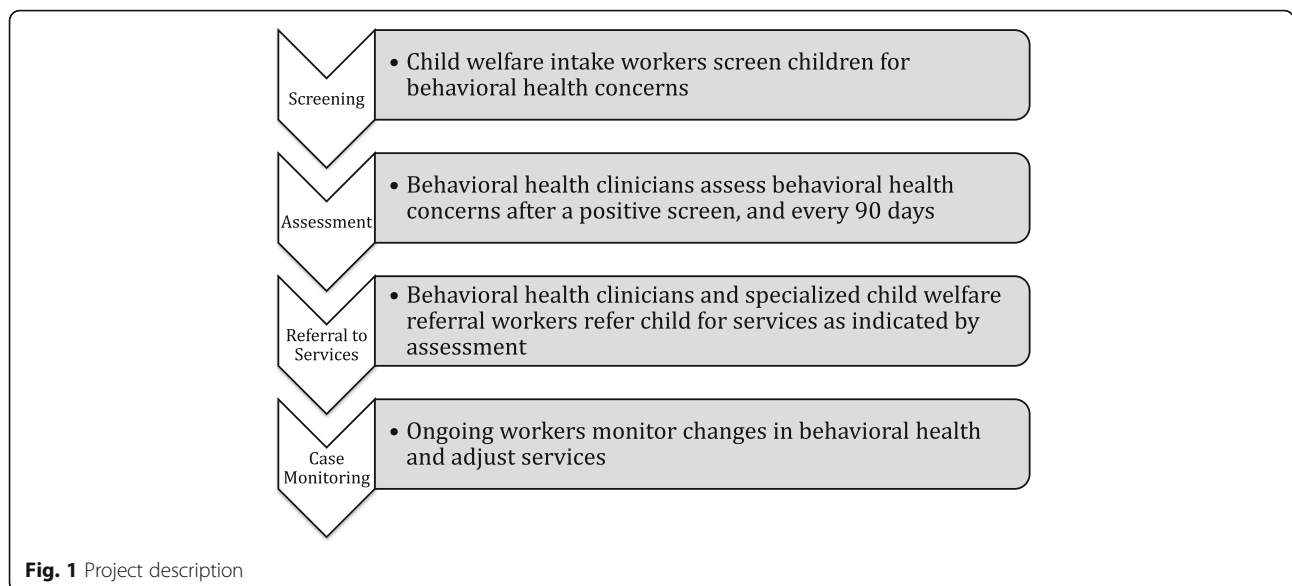 Screening
• Child welfare intake workers screen children for
behavioral health concerns
Assessment
• Behavioral health clinicians assess behavioral health
concerns after a positive screen, and every 90 days
Referral to
Services
• Behavioral health clinicians and specialized child welfare
referral workers refer child for services as indicated by
assessment
Case
Monitoring
• Ongoing workers monitor changes in behavioral health
and adjust services
Fig. 1 Project description